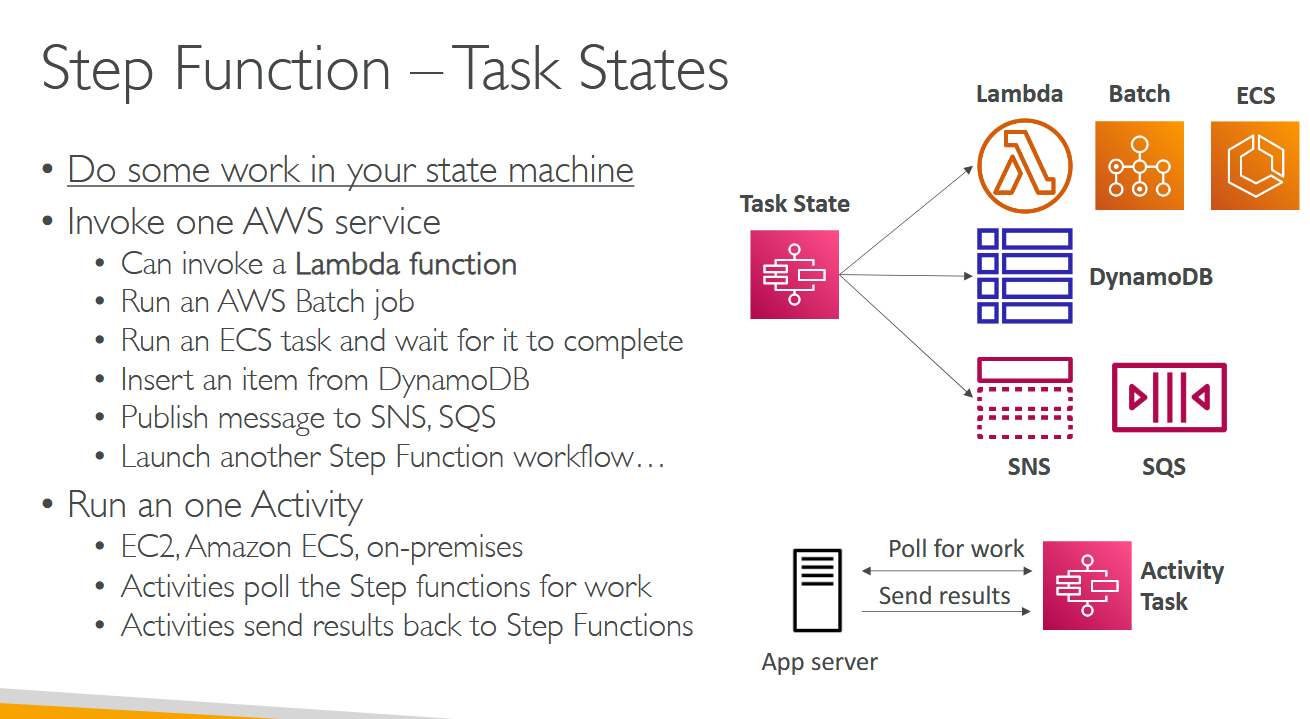 Step Function – Task States
• Do some work in your state machine
• Invoke one AWS service
• Can invoke a Lambda function
• Run an AWS Batch job
• Run an ECS task and wait for it to complete
• Insert an item from DynamoDB
• Publish message to SNS, SQS
• Launch another Step Function workflow…
• Run an one Activity
• EC2, Amazon ECS, on-premises
• Activities poll the Step functions for work
• Activities send results back to Step Functions
Lambda
Batch
ECS
Task State
DynamoDB
SNS
SQS
Poll for work
Send results
Activity
Task
App server